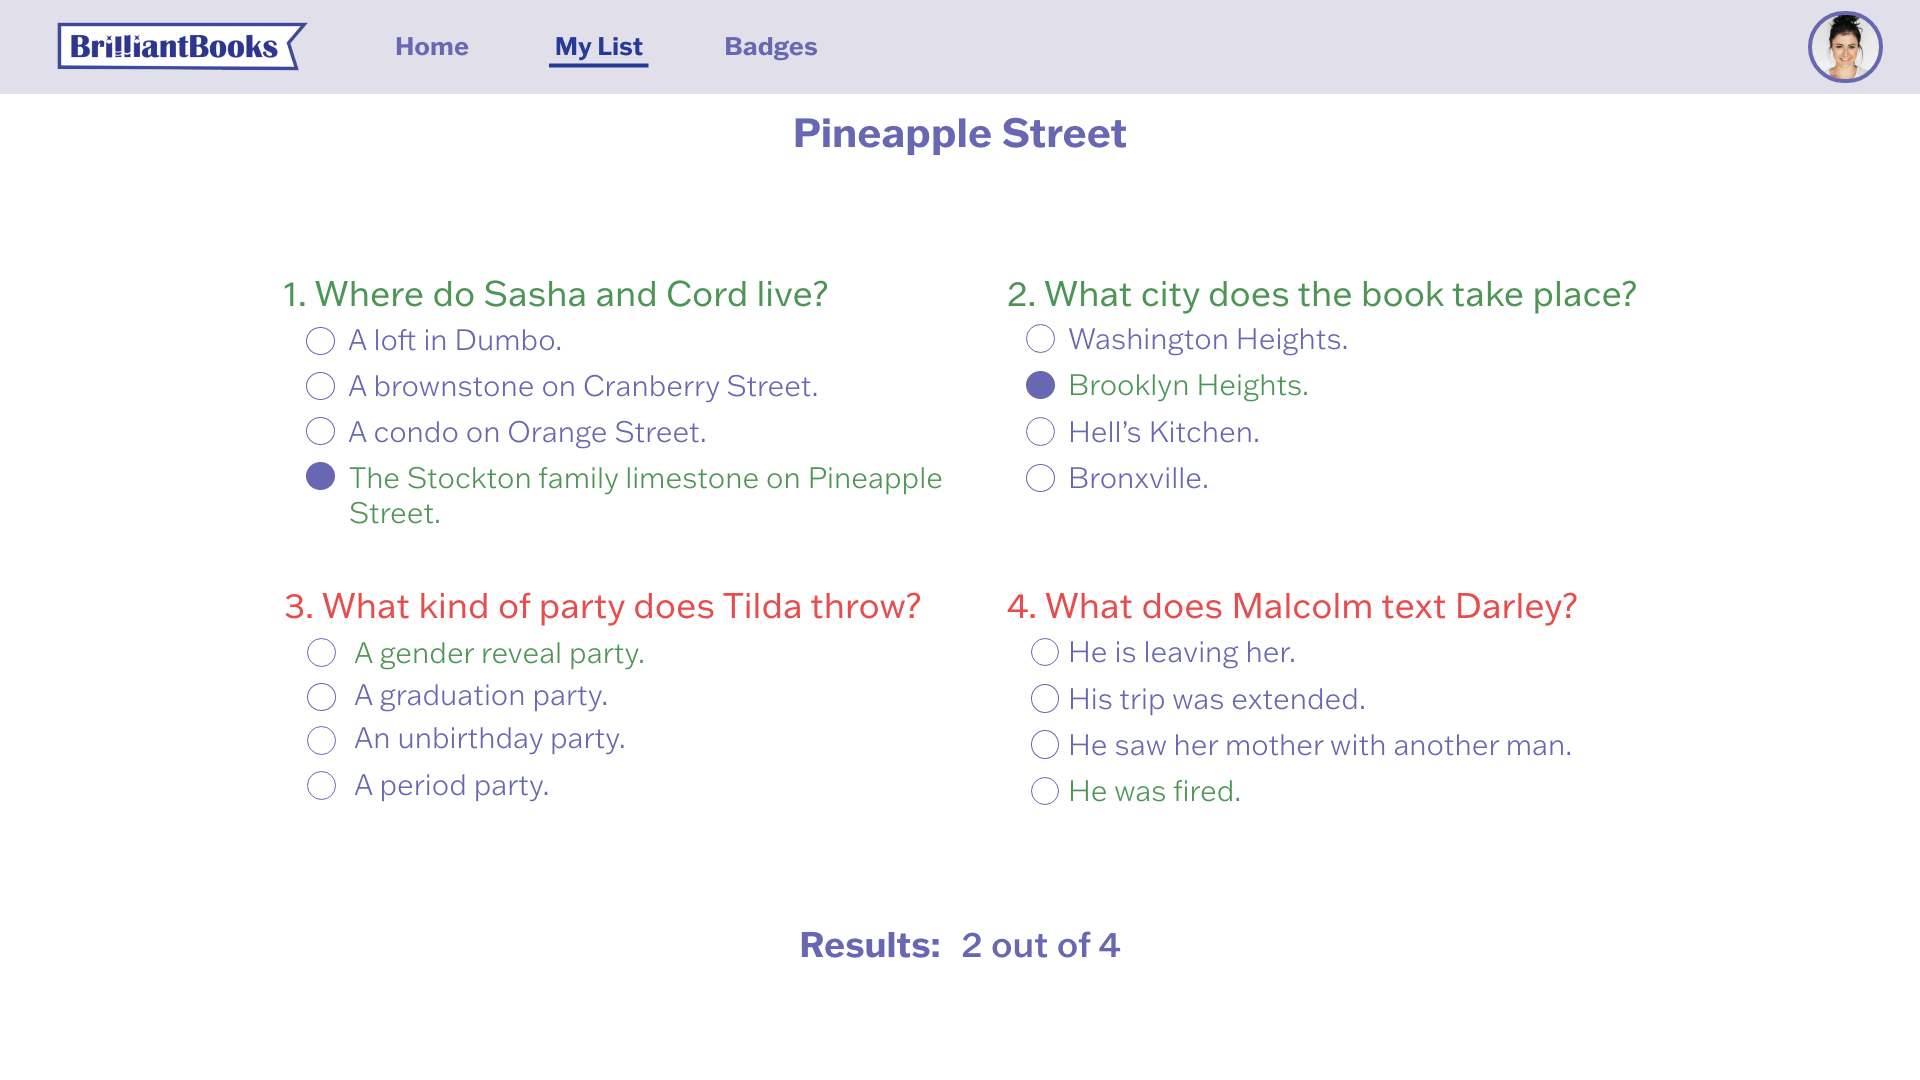 BrilliantBooks
Home
My List
Badges
Pineapple Street
1. Where do Sasha and Cord live?
A loft in Dumbo.
A brownstone on Cranberry Street.
A condo on Orange Street.
The Stockton family limestone on Pineapple
Street.
2. What city does the book take place?
Washington Heights.
Brooklyn Heights.
Hell’s Kitchen.
Bronxville.
3. What kind of party does Tilda throw?
A gender reveal party.
A graduation party.
An unbirthday party.
A period party.
4. What does Malcolm text Darley?
He is leaving her.
His trip was extended.
He saw her mother with another man.
He was fired.
Results: 2 out of 4